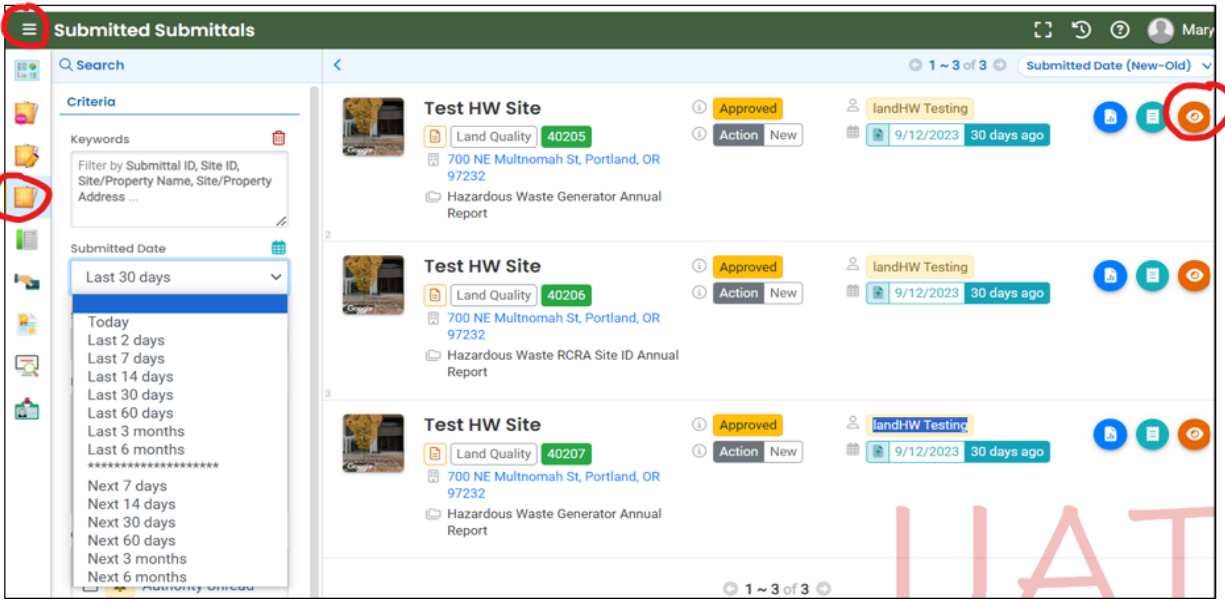 Submitted Submittals
Mary
Search
1 ~ 3 of 3
Submitted Date (New-Old)
Criteria
Keywords
Filter by Submittal ID, Site ID,
Site/Property Name, Site/Property
Address ...
Submitted Date
Last 30 days
Today
Last 2 days
Last 7 days
Last 14 days
Last 30 days
Last 60 days
Last 3 months
Last 6 months
********************
Next 7 days
Next 14 days
Next 30 days
Next 60 days
Next 3 months
Next 6 months
Authority Unread
Test HW Site
Land Quality 40205
700 NE Multnomah St, Portland, OR
97232
Hazardous Waste Generator Annual
Report
Approved
Action New
landHW Testing
9/12/2023 30 days ago
Google
2
Test HW Site
Land Quality 40206
700 NE Multnomah St, Portland, OR
97232
Hazardous Waste RCRA Site ID Annual
Report
Approved
Action New
landHW Testing
9/12/2023 30 days ago
Google
3
Test HW Site
Land Quality 40207
700 NE Multnomah St, Portland, OR
97232
Hazardous Waste Generator Annual
Report
Approved
Action New
landHW Testing
9/12/2023 30 days ago
Google
1 ~ 3 of 3
UAT